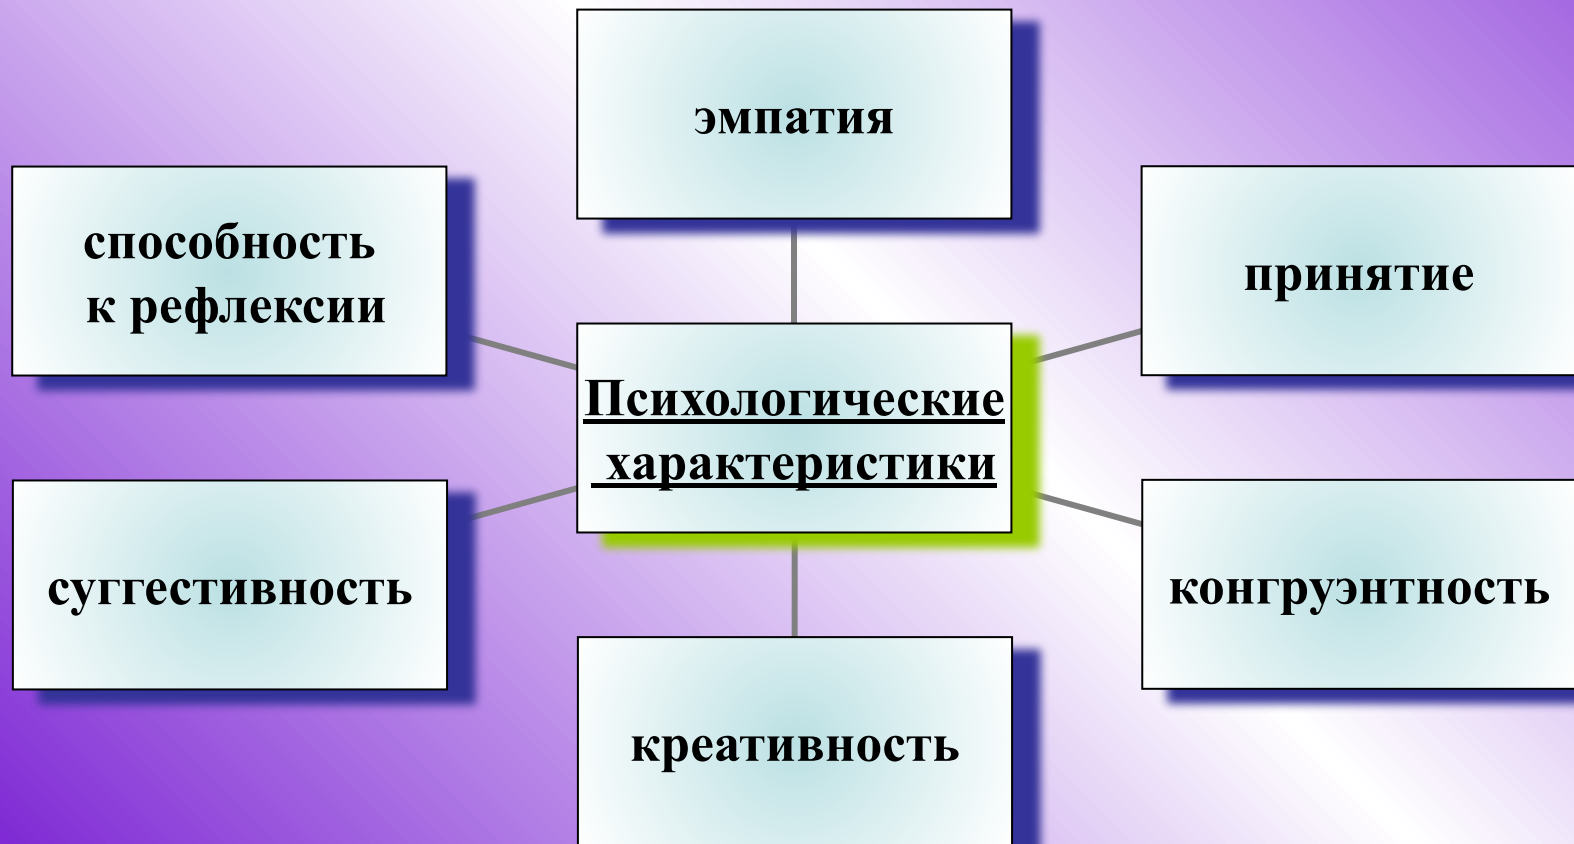 эмпатия
способность
к рефлексии
принятие
Психологические
характеристики
суггестивность
конгруэнтность
креативность